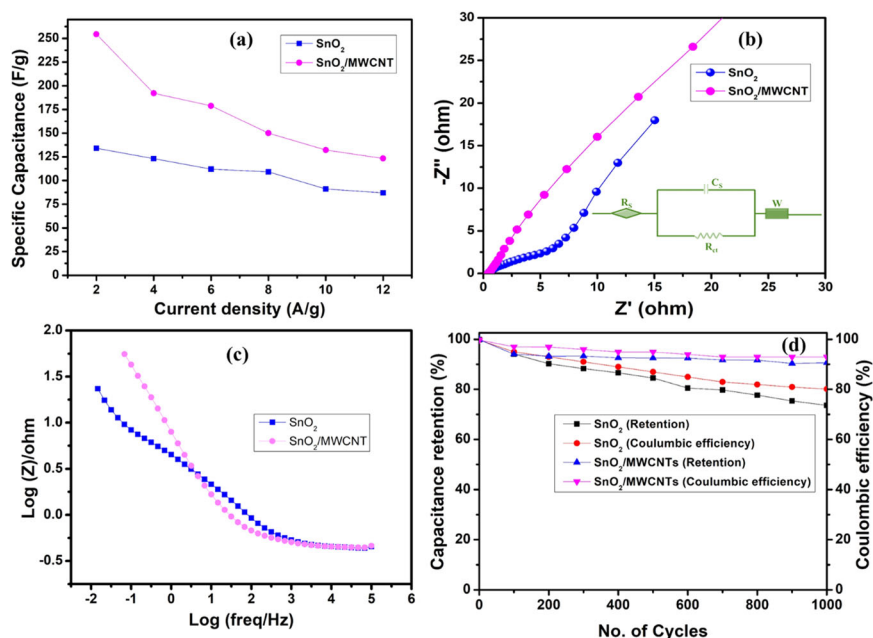 (a)
SnO2
SnO2/MWCNT
Specific Capacitance (F/g)
250
225
200
175
150
125
100
75
50
25
0
2 4 6 8 10 12
Current density (A/g)
(b)
SnO2
SnO2/MWCNT
-Z" (ohm)
-30
-25
-20
-15
-10
-5
0
0 5 10 15 20 25 30
Z' (ohm)
RS
CS
Rct
W
(c)
SnO2
SnO2/MWCNT
Log (Z)/ohm
2.0
1.5
1.0
0.5
0.0
-0.5
-2 -1 0 1 2 3 4 5 6
Log (freq/Hz)
(d)
Capacitance retention (%)
100
80
60
40
20
0
SnO2 (Retention)
SnO2 (Coulumbic efficiency)
SnO2/MWCNTs (Retention)
SnO2/MWCNTs (Coulumbic efficiency)
100
80
60
40
20
0
Coulombic efficiency (%)
0 200 400 600 800 1000
No. of Cycles